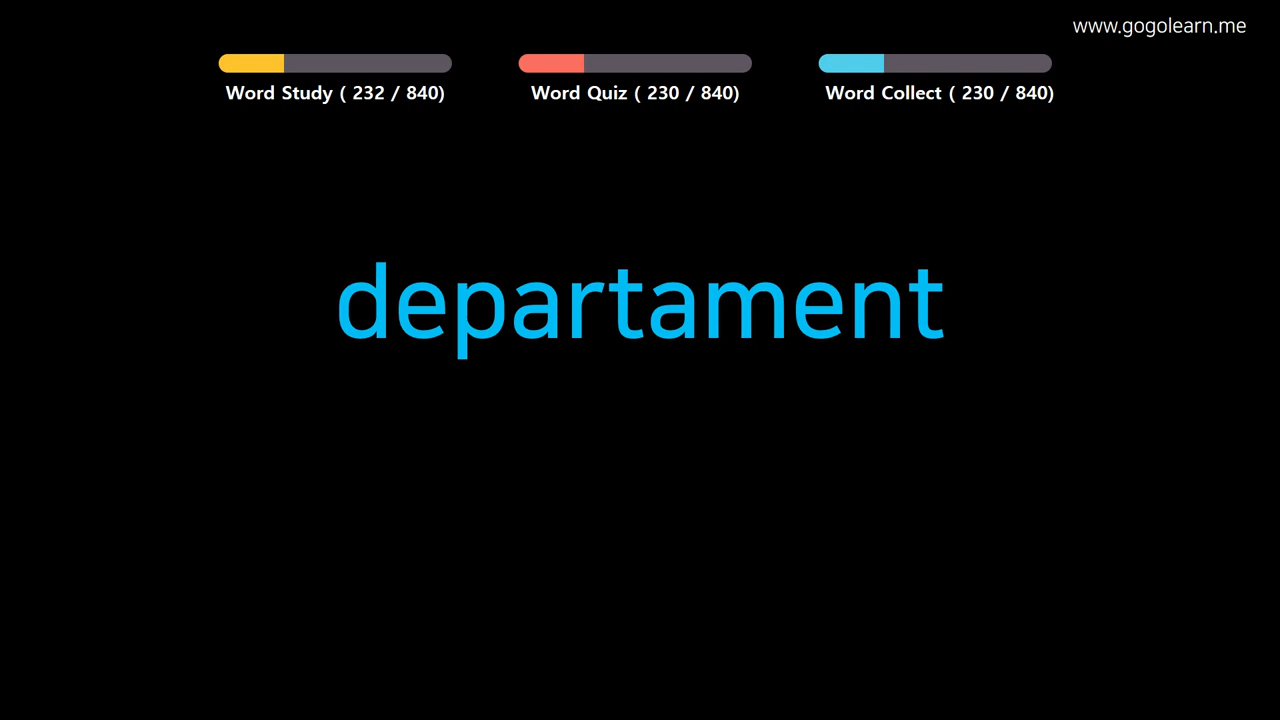 www.gogolearn.me
Word Study ( 232 / 840)
Word Quiz ( 230 / 840)
Word Collect ( 230 / 840)
departament